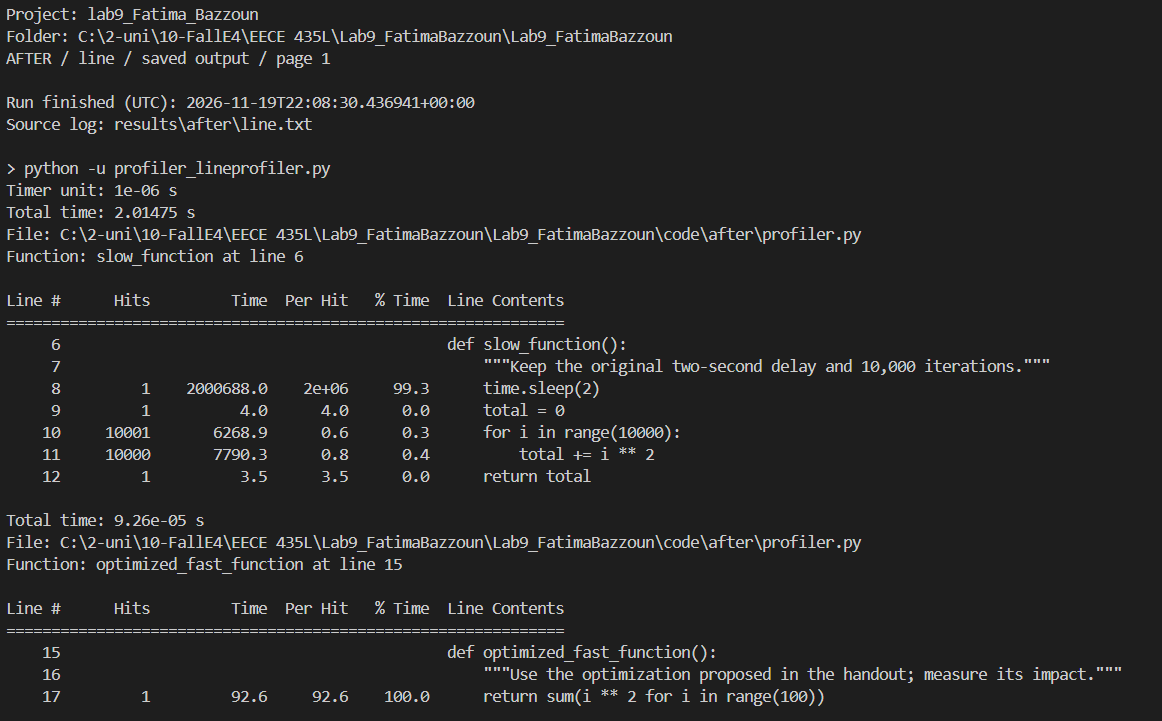 Project: lab9_Fatima_Bazzoun
Folder: C:\2-uni\10-FallE4\EECE 435L\Lab9_FatimaBazzoun\Lab9_FatimaBazzoun
AFTER / line / saved output / page 1

Run finished (UTC): 2026-11-19T22:08:30.436941+00:00
Source log: results\after\line.txt

> python -u profiler_lineprofiler.py
Timer unit: 1e-06 s
Total time: 2.01475 s
File: C:\2-uni\10-FallE4\EECE 435L\Lab9_FatimaBazzoun\Lab9_FatimaBazzoun\code\after\profiler.py
Function: slow_function at line 6

Line #      Hits         Time  Per Hit   % Time  Line Contents
==============================================================
     6                                           def slow_function():
     7                                               """Keep the original two-second delay and 10,000 iterations."""
     8         1    2000688.0    2e+06     99.3      time.sleep(2)
     9         1          4.0      4.0      0.0      total = 0
    10     10001       6268.9      0.6      0.3      for i in range(10000):
    11     10000       7790.3      0.8      0.4          total += i ** 2
    12         1          3.5      3.5      0.0      return total

Total time: 9.26e-05 s
File: C:\2-uni\10-FallE4\EECE 435L\Lab9_FatimaBazzoun\Lab9_FatimaBazzoun\code\after\profiler.py
Function: optimized_fast_function at line 15

Line #      Hits         Time  Per Hit   % Time  Line Contents
==============================================================
    15                                           def optimized_fast_function():
    16                                               """Use the optimization proposed in the handout; measure its impact."""
    17         1         92.6     92.6    100.0      return sum(i ** 2 for i in range(100))